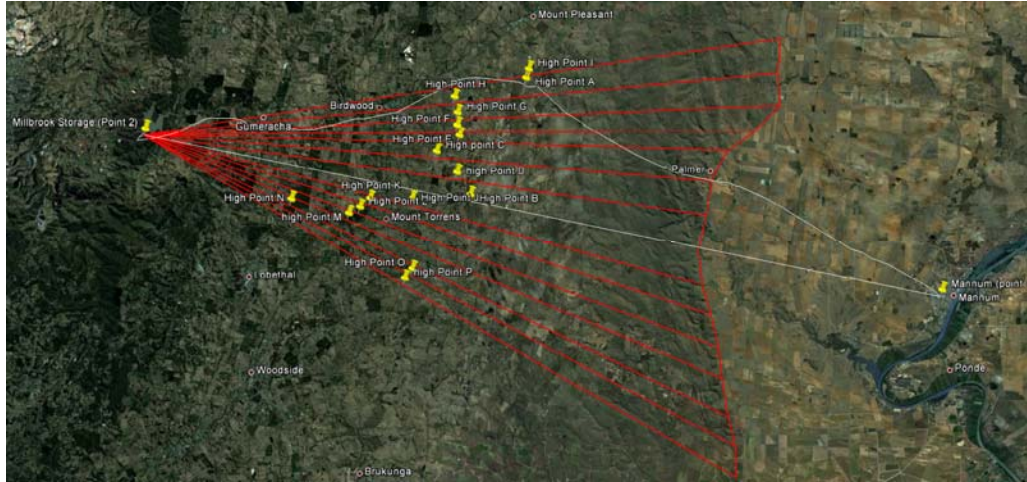 Mount Pleasant
High Point I
High Point A
High Point H
Birdwood
High Point G
Millbrook Storage (Point 2)
Gumeracha
High Point F
High Point E
High point C
high Point D
Palmer
High Point K
High Point N
High Point
High Point B
high Point M
Mount Torrens
High Point O
high Point P
Lobethal
Mannum (point
Mannum
Woodside
Ponde
Brukunga